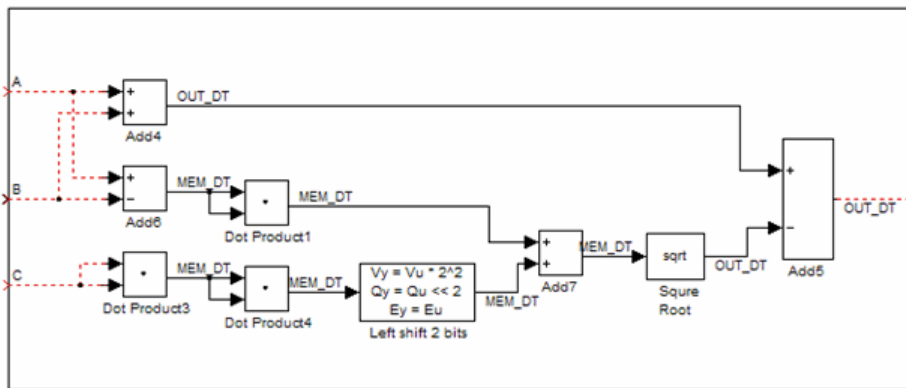 A
+
+
Add4
OUT_DT
B
+
−
Add6
MEM_DT
Dot Product1
MEM_DT
C
Dot Product3
MEM_DT
Dot Product4
MEM_DT
Vy = Vu * 2^2
Qy = Qu << 2
Ey = Eu
Left shift 2 bits
MEM_DT
+
+
Add7
MEM_DT
sqrt
Squre
Root
OUT_DT
+
−
Add5
OUT_DT